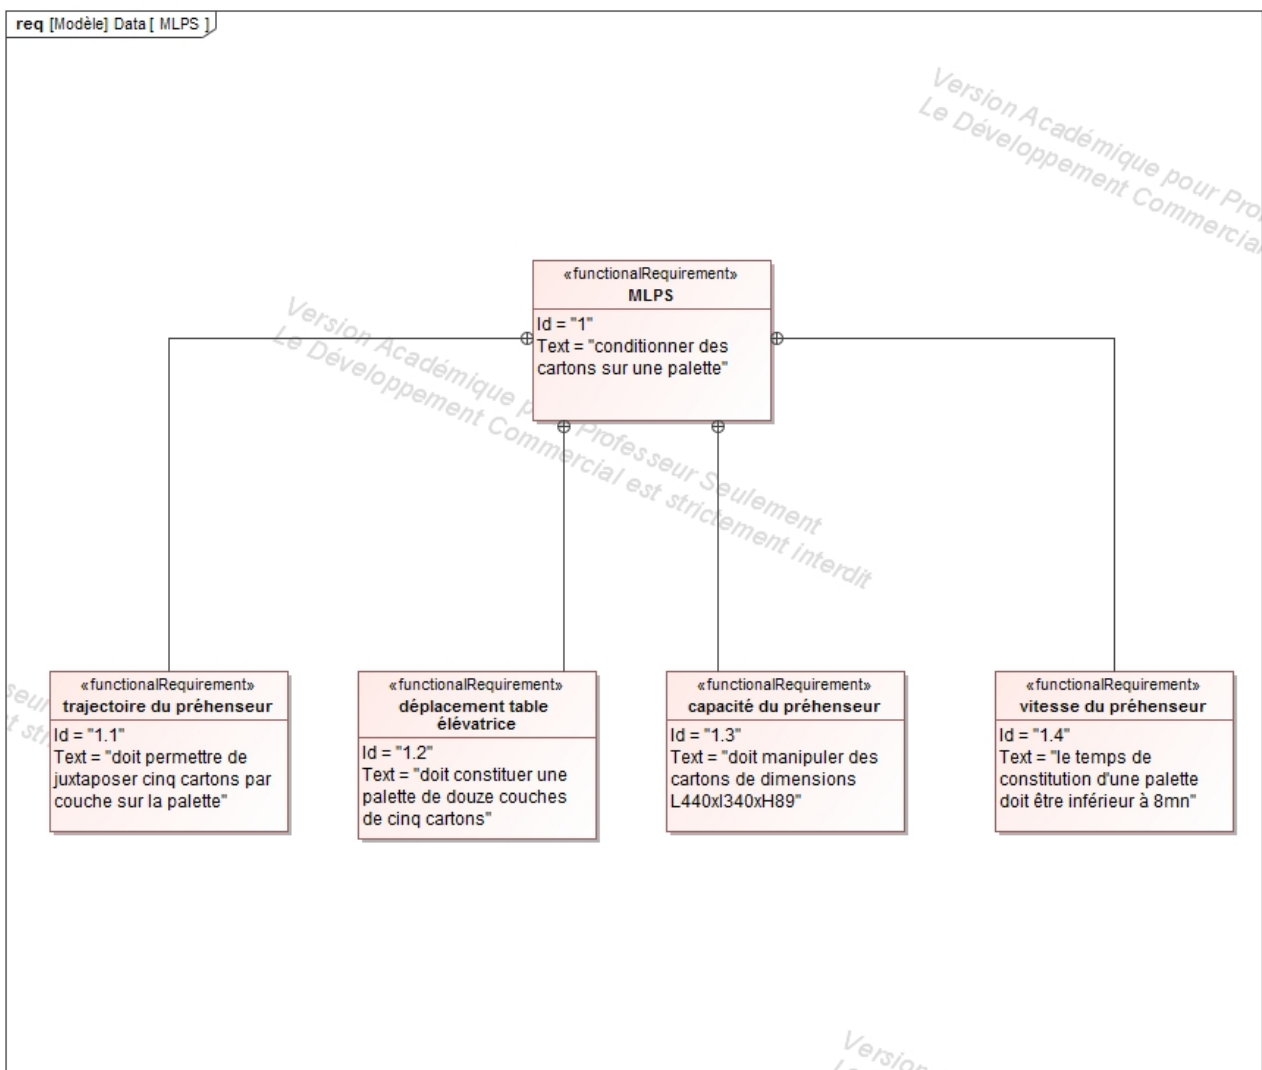 req [Modèle] Data [ MLPS ]
Version Académique pour Pro
Le Développement Commercial
«functionalRequirement»
MLPS
Id = "1"
Text = "conditionner des
cartons sur une palette"
Version Académique p Professeur Seulement
Le Développement Commercial est strictement interdit
«functionalRequirement»
trajectoire du préhenseur
Id = "1.1"
Text = "doit permettre de
juxtaposer cinq cartons par
couche sur la palette"
«functionalRequirement»
déplacement table
élévatrice
Id = "1.2"
Text = "doit constituer une
palette de douze couches
de cinq cartons"
«functionalRequirement»
capacité du préhenseur
Id = "1.3"
Text = "doit manipuler des
cartons de dimensions
L440xl340xH89"
«functionalRequirement»
vitesse du préhenseur
Id = "1.4"
Text = "le temps de
constitution d'une palette
doit être inférieur à 8mn"
seur
t str
Version